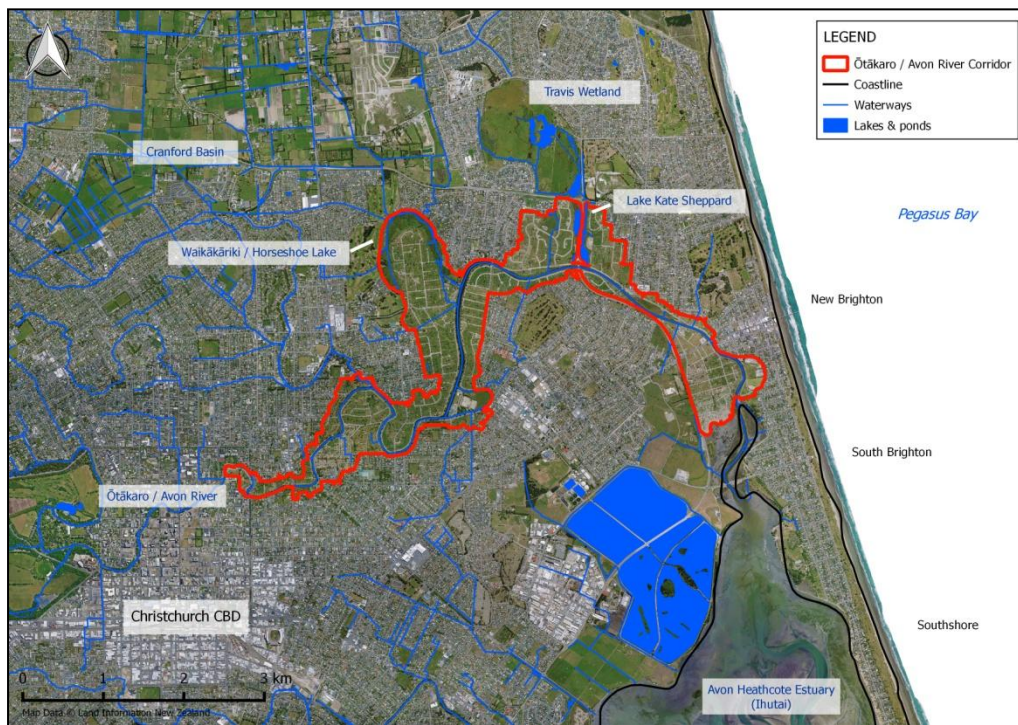 LEGEND
Ōtākaro / Avon River Corridor
Coastline
Waterways
Lakes & ponds
Travis Wetland
Cranford Basin
Lake Kate Sheppard
Pegasus Bay
Waikākāriki / Horseshoe Lake
New Brighton
South Brighton
Ōtākaro / Avon River
Christchurch CBD
Southshore
0 1 2 3 km
Avon Heathcote Estuary
(Ihutai)
Map Data © Land Information New Zealand